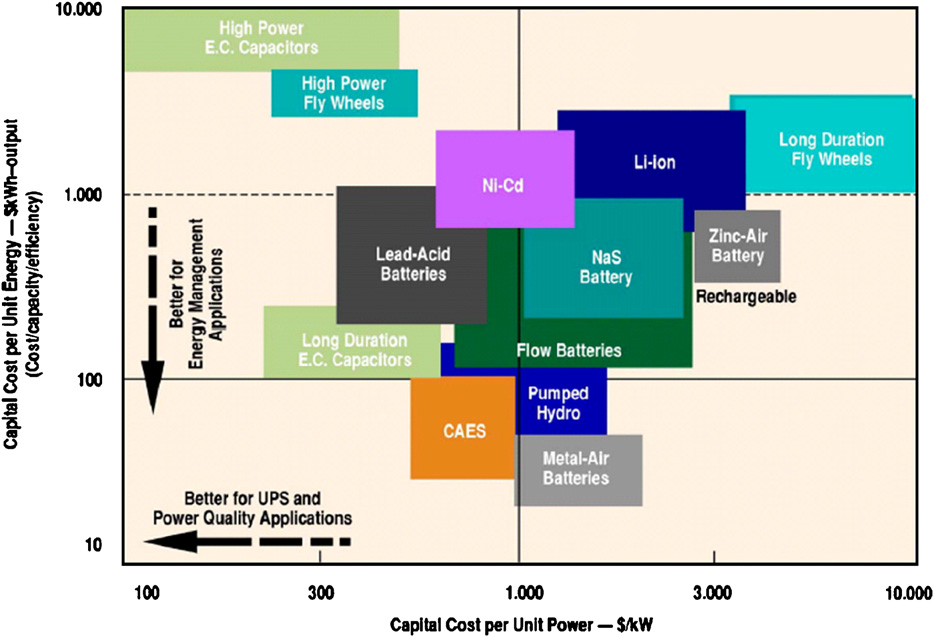 10.000
High Power
E.C. Capacitors
High Power
Fly Wheels
Long Duration
Fly Wheels
Li-ion
Ni-Cd
1.000
Capital Cost per Unit Energy — $kWh–output
(Cost/capacity/efficiency)
Better for
Energy Management
Applications
Lead-Acid
Batteries
NaS
Battery
Zinc-Air
Battery
Rechargeable
Long Duration
E.C. Capacitors
Flow Batteries
100
Pumped
Hydro
CAES
Metal-Air
Batteries
Better for UPS and
Power Quality Applications
10
100
300
1.000
3.000
10.000
Capital Cost per Unit Power — $/kW